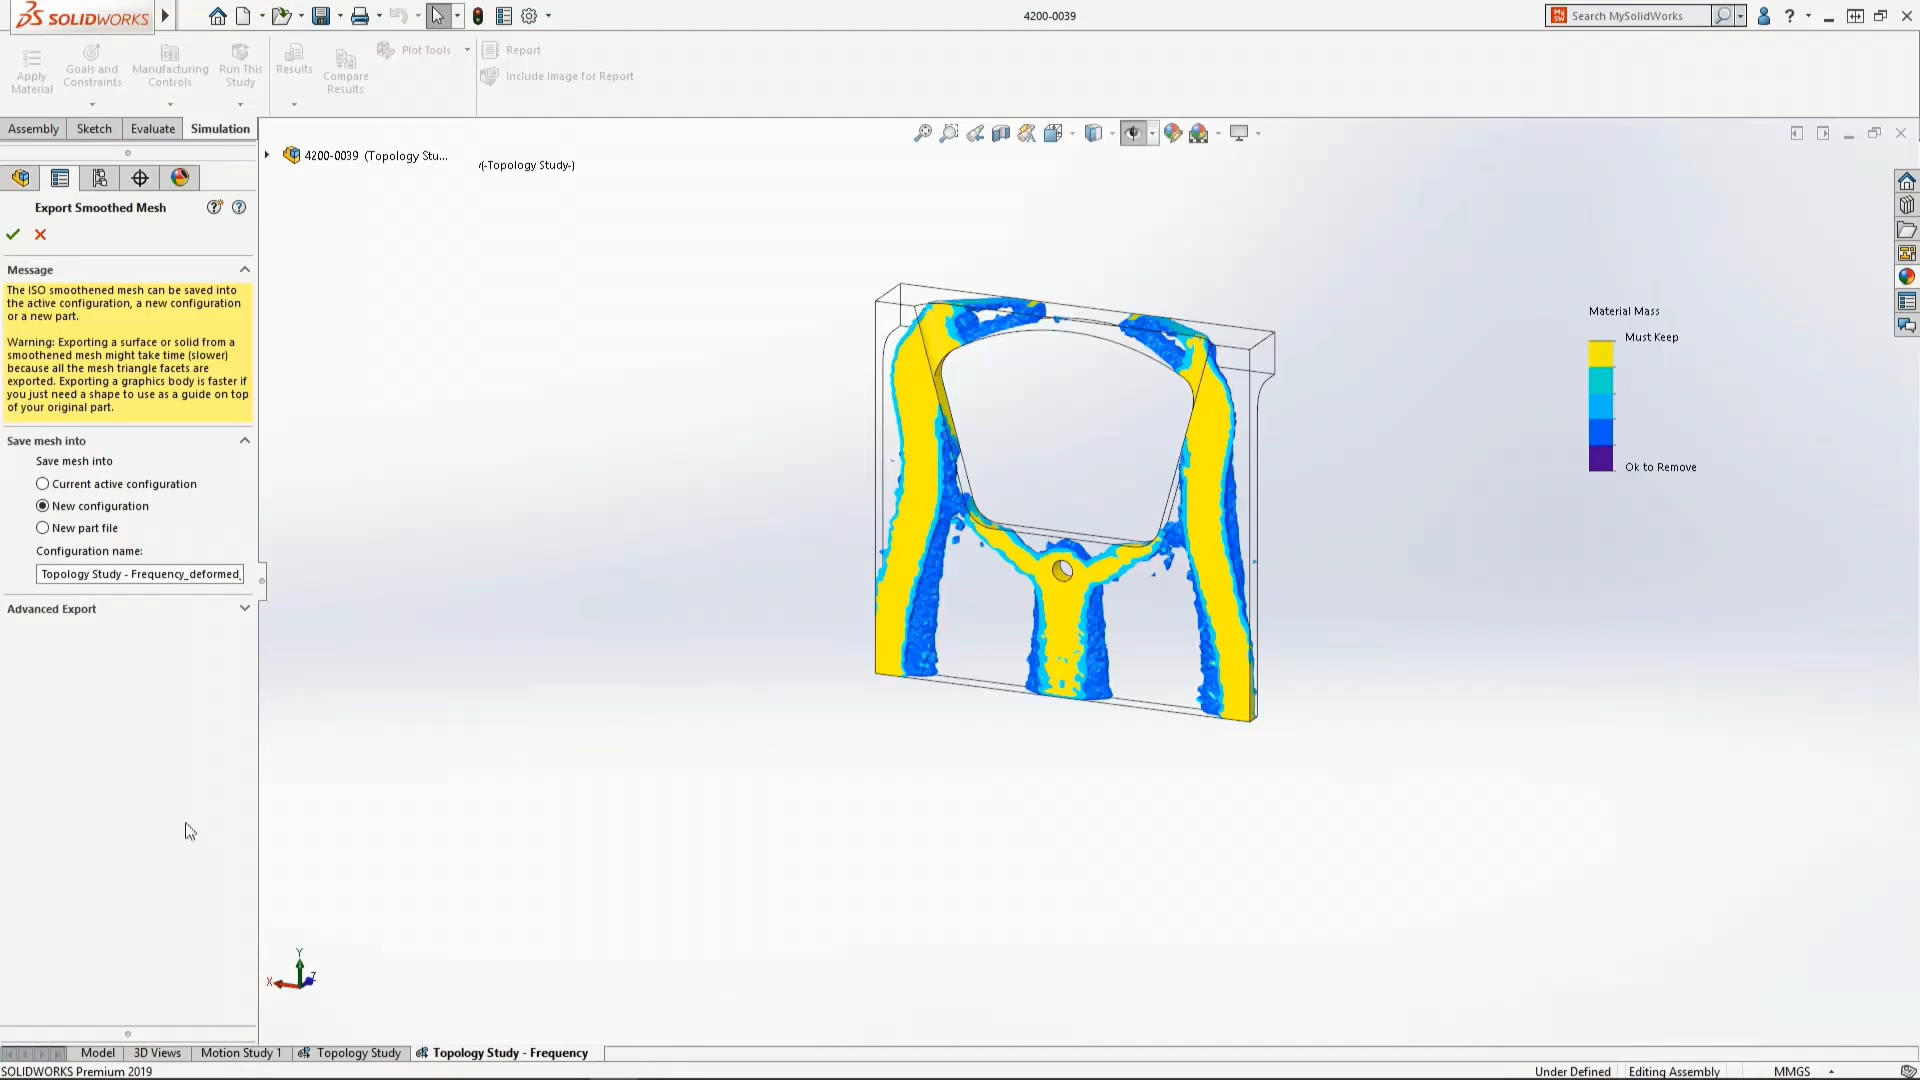 SOLIDWORKS
4200-0039
Search MySolidWorks
Apply Material
Goals and Constraints
Manufacturing Controls
Run This Study
Results
Compare Results
Plot Tools
Report
Include Image for Report
Assembly
Sketch
Evaluate
Simulation
4200-0039 (Topology Stu...
(-Topology Study-)
Export Smoothed Mesh
Message
The ISO smoothened mesh can be saved into
the active configuration, a new configuration
or a new part.
Warning: Exporting a surface or solid from a
smoothened mesh might take time (slower)
because all the mesh triangle facets are
exported. Exporting a graphics body is faster if
you just need a shape to use as a guide on top
of your original part.
Save mesh into
Save mesh into
Current active configuration
New configuration
New part file
Configuration name:
Topology Study - Frequency_deformed_
Advanced Export
Material Mass
Must Keep
Ok to Remove
Y
X
Z
Model
3D Views
Motion Study 1
Topology Study
Topology Study - Frequency
SOLIDWORKS Premium 2019
Under Defined
Editing Assembly
MMGS